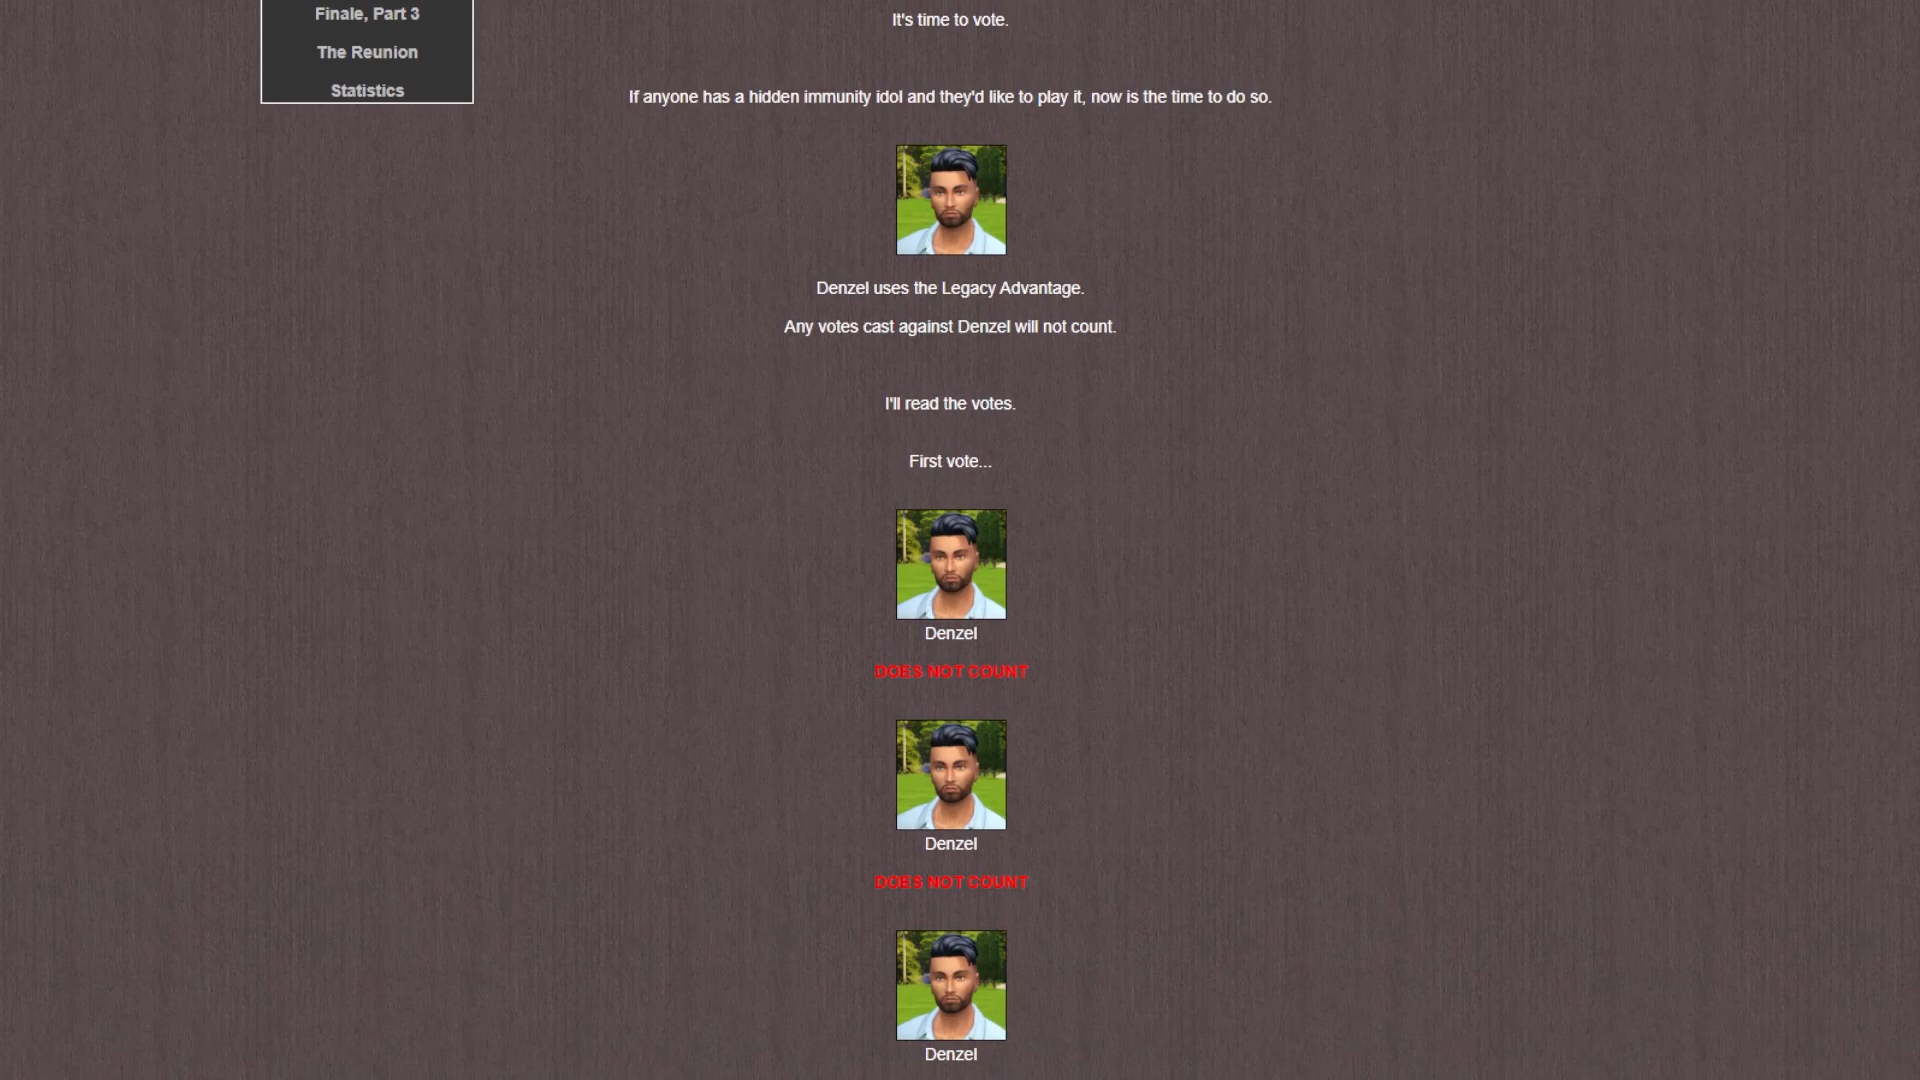 Finale, Part 3
The Reunion
Statistics
It's time to vote.
If anyone has a hidden immunity idol and they'd like to play it, now is the time to do so.
Denzel uses the Legacy Advantage.
Any votes cast against Denzel will not count.
I'll read the votes.
First vote...
Denzel
DOES NOT COUNT
Denzel
DOES NOT COUNT
Denzel